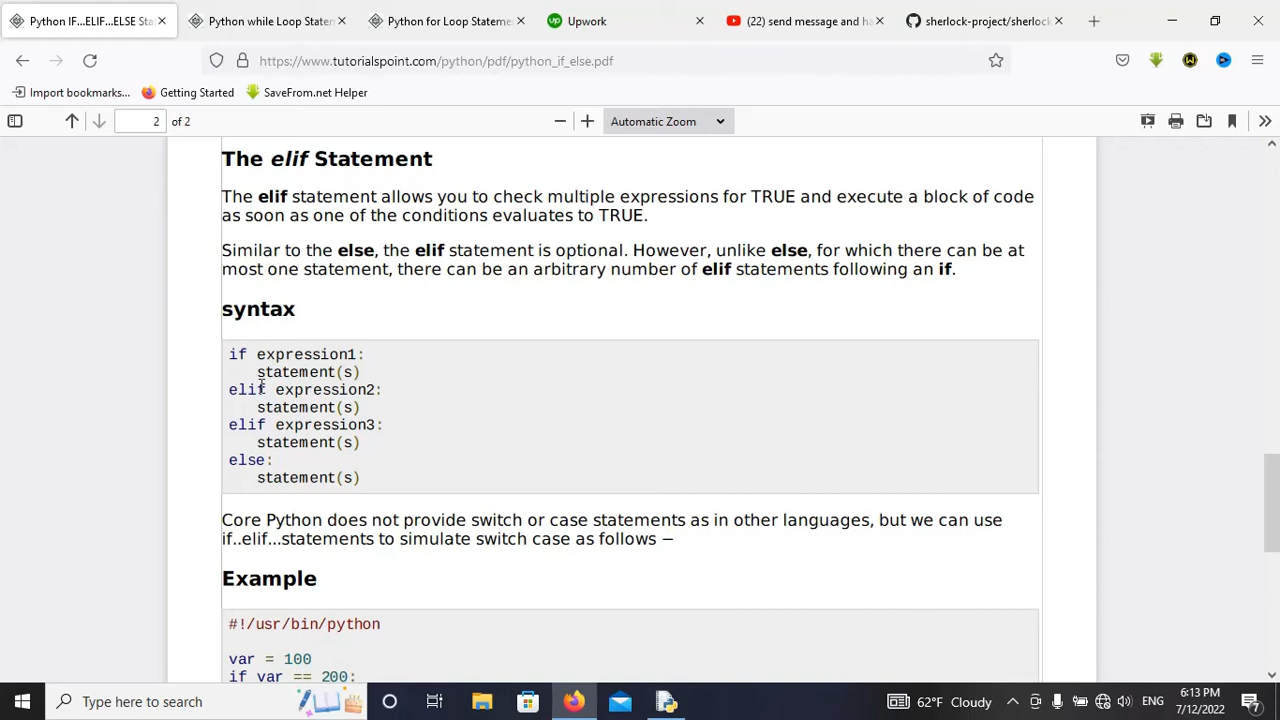 Python IF...ELIF...ELSE Sta
Python while Loop Statem
Python for Loop Stateme
Upwork
(22) send message and ha
sherlock-project/sherlock
https://www.tutorialspoint.com/python/pdf/python_if_else.pdf
Import bookmarks...
Getting Started
SaveFrom.net Helper
2 of 2
Automatic Zoom
The elif Statement
The elif statement allows you to check multiple expressions for TRUE and execute a block of code
as soon as one of the conditions evaluates to TRUE.
Similar to the else, the elif statement is optional. However, unlike else, for which there can be at
most one statement, there can be an arbitrary number of elif statements following an if.
syntax
if expression1:
   statement(s)
elif expression2:
   statement(s)
elif expression3:
   statement(s)
else:
   statement(s)
Core Python does not provide switch or case statements as in other languages, but we can use
if..elif...statements to simulate switch case as follows −
Example
#!/usr/bin/python
var = 100
if var == 200:
Type here to search
62°F Cloudy
ENG
6:13 PM
7/12/2022
7